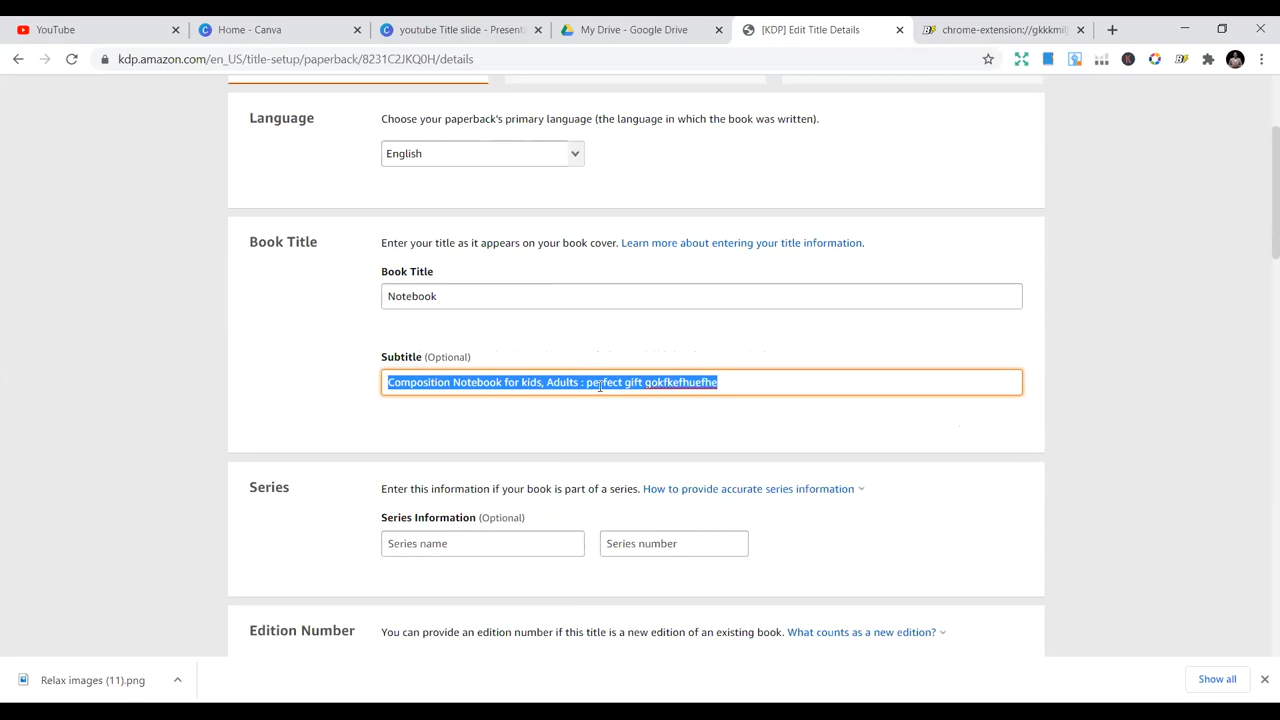 YouTube
Home - Canva
youtube Title slide - Presenta
My Drive - Google Drive
[KDP] Edit Title Details
chrome-extension://gkkkmil
kdp.amazon.com/en_US/title-setup/paperback/8231C2JKQ0H/details
Language
Choose your paperback's primary language (the language in which the book was written).
English
Book Title
Enter your title as it appears on your book cover. Learn more about entering your title information.
Book Title
Notebook
Subtitle (Optional)
Composition Notebook for kids, Adults : perfect gift gokfkefhuefhe
Series
Enter this information if your book is part of a series. How to provide accurate series information
Series Information (Optional)
Series name
Series number
Edition Number
You can provide an edition number if this title is a new edition of an existing book. What counts as a new edition?
Relax images (11).png
Show all